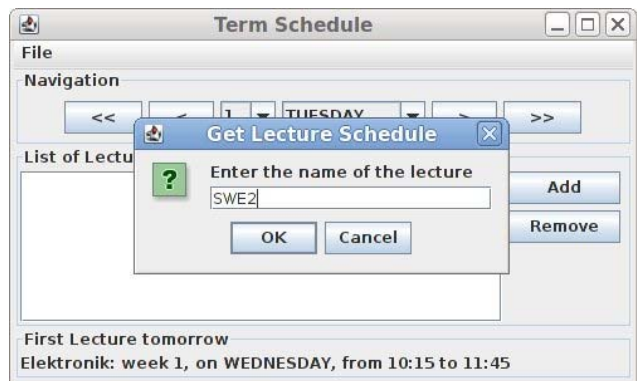 Term Schedule
File
Navigation
<< < 1 TUESDAY > >>
Get Lecture Schedule
List of Lectu
Enter the name of the lecture
SWE2
OK Cancel
Add
Remove
First Lecture tomorrow
Elektronik: week 1, on WEDNESDAY, from 10:15 to 11:45